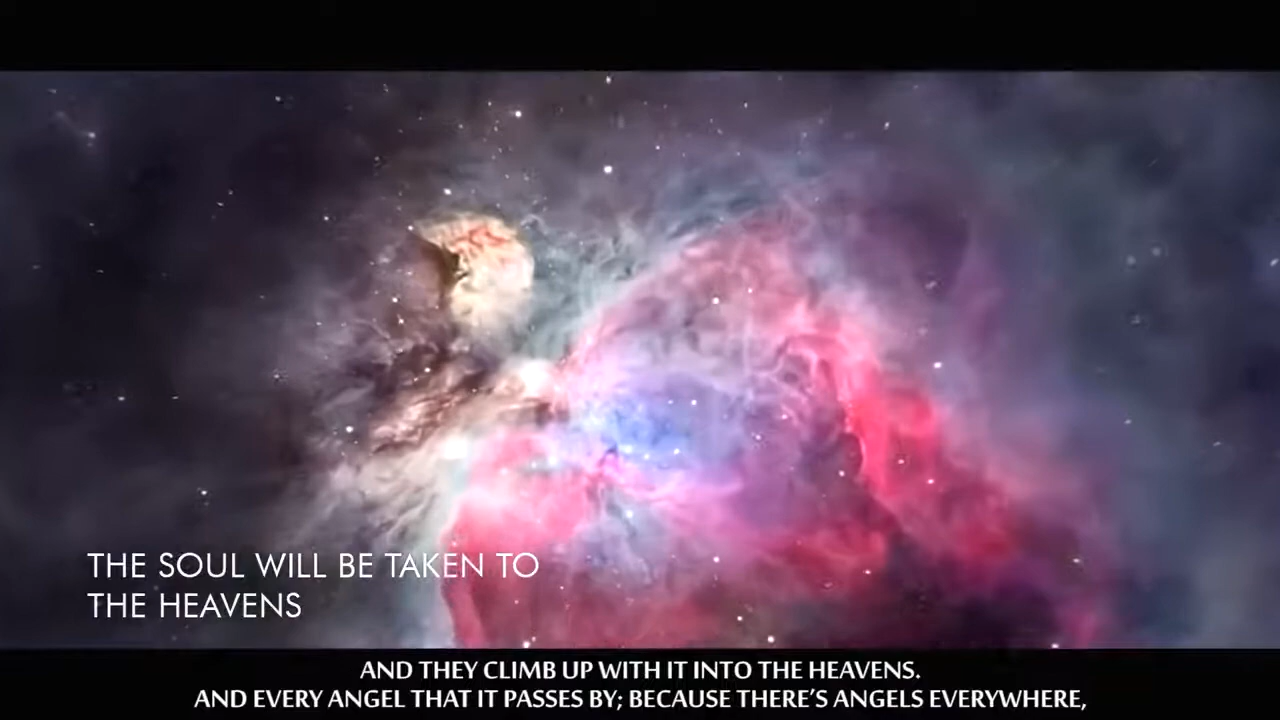 THE SOUL WILL BE TAKEN TO
THE HEAVENS
AND THEY CLIMB UP WITH IT INTO THE HEAVENS.
AND EVERY ANGEL THAT IT PASSES BY; BECAUSE THERE'S ANGELS EVERYWHERE,